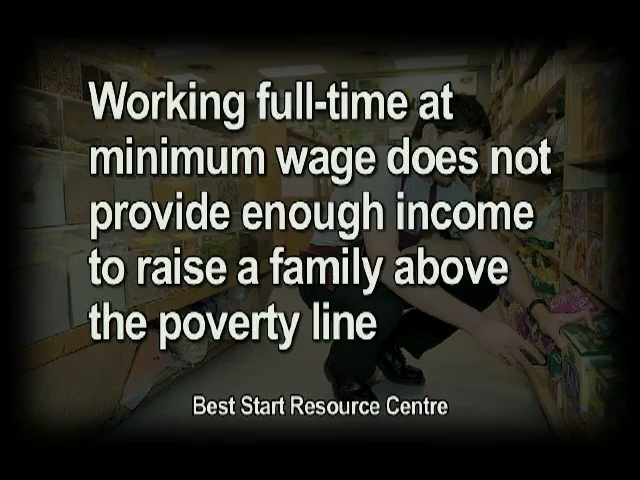 Working full-time at
minimum wage does not
provide enough income
to raise a family above
the poverty line
Best Start Resource Centre